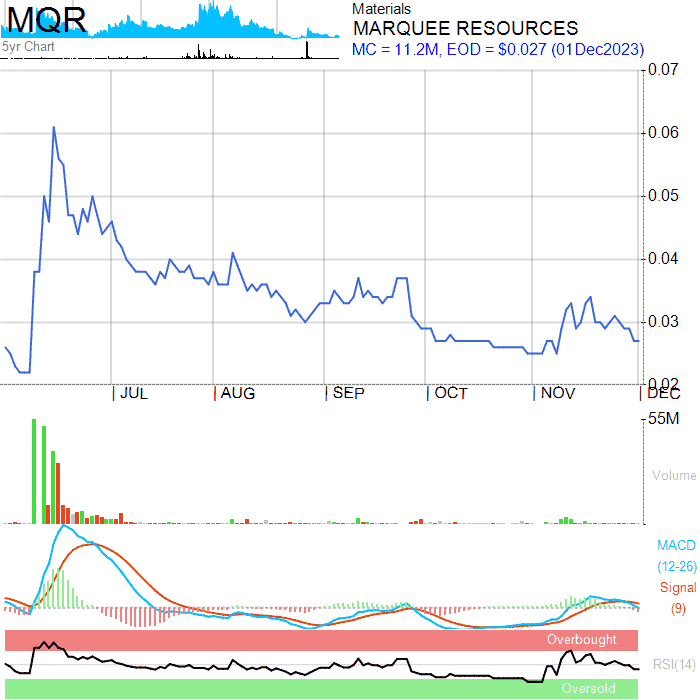 MQR
5yr Chart
Materials
MARQUEE RESOURCES
MC = 11.2M, EOD = $0.027 (01Dec2023)
0.07
0.06
0.05
0.04
0.03
0.02
JUL AUG SEP OCT NOV DEC
55M
Volume
MACD
(12-26)
Signal
(9)
Overbought
RSI(14)
Oversold